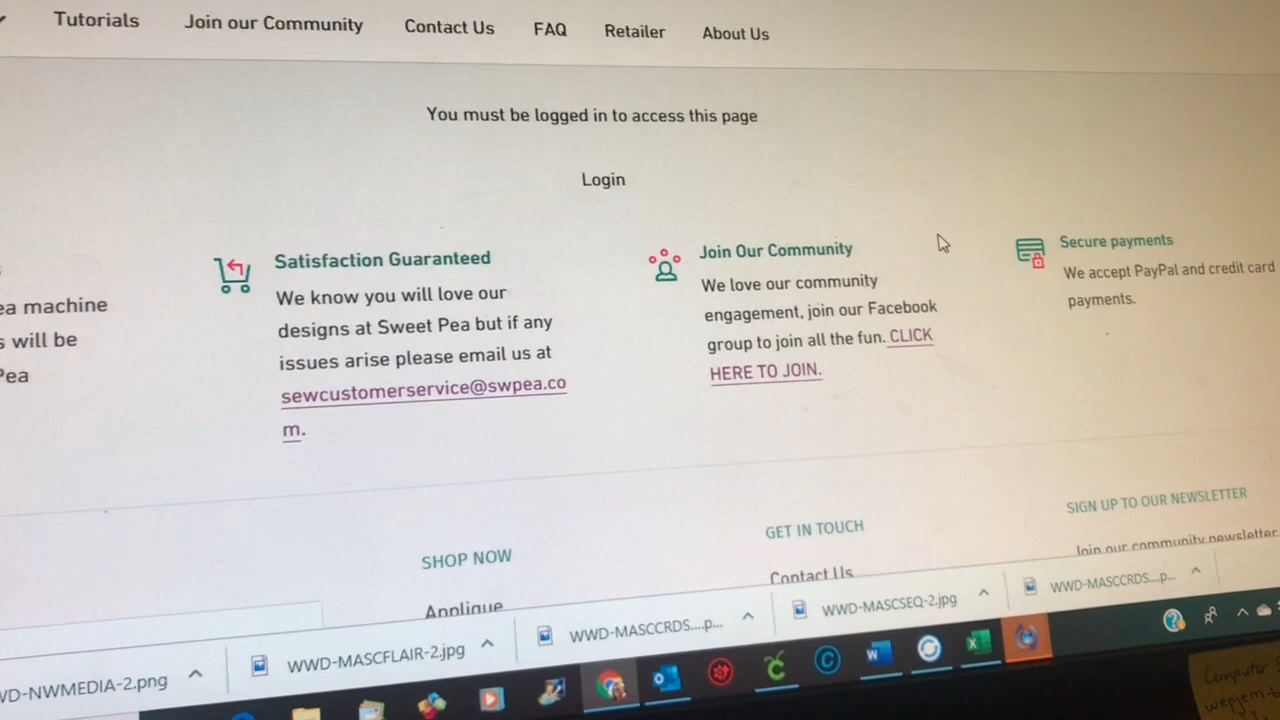 Tutorials Join our Community Contact Us FAQ Retailer About Us
You must be logged in to access this page
Login
Satisfaction Guaranteed
We know you will love our
designs at Sweet Pea but if any
issues arise please email us at
sewcustomerservice@swpea.co
m.
Join Our Community
We love our community
engagement, join our Facebook
group to join all the fun. CLICK
HERE TO JOIN.
Secure payments
We accept PayPal and credit card
payments.
ea machine
s will be
Pea
SHOP NOW
Applique
GET IN TOUCH
Contact Us
SIGN UP TO OUR NEWSLETTER
Join our community newsletter
WD-NWMEDIA-2.png
WWD-MASCFLAIR-2.jpg
WWD-MASCCRDS....p...
WWD-MASCSEQ-2.jpg
WWD-MASCCRDS....p...
Computer